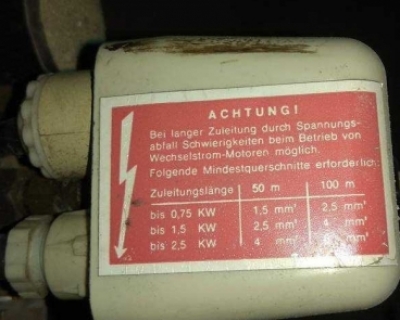 ACHTUNG!
Bei langer Zuleitung durch Spannungs-
abfall Schwierigkeiten beim Betrieb von
Wechselstrom-Motoren möglich.
Folgende Mindestquerschnitte erforderlich:
Zuleitungslänge 50 m 100 m
bis 0,75 KW 1,5 mm² 2,5 mm²
bis 1,5 KW 2,5 mm² 4 mm²
bis 2,5 KW 4 mm² mm²